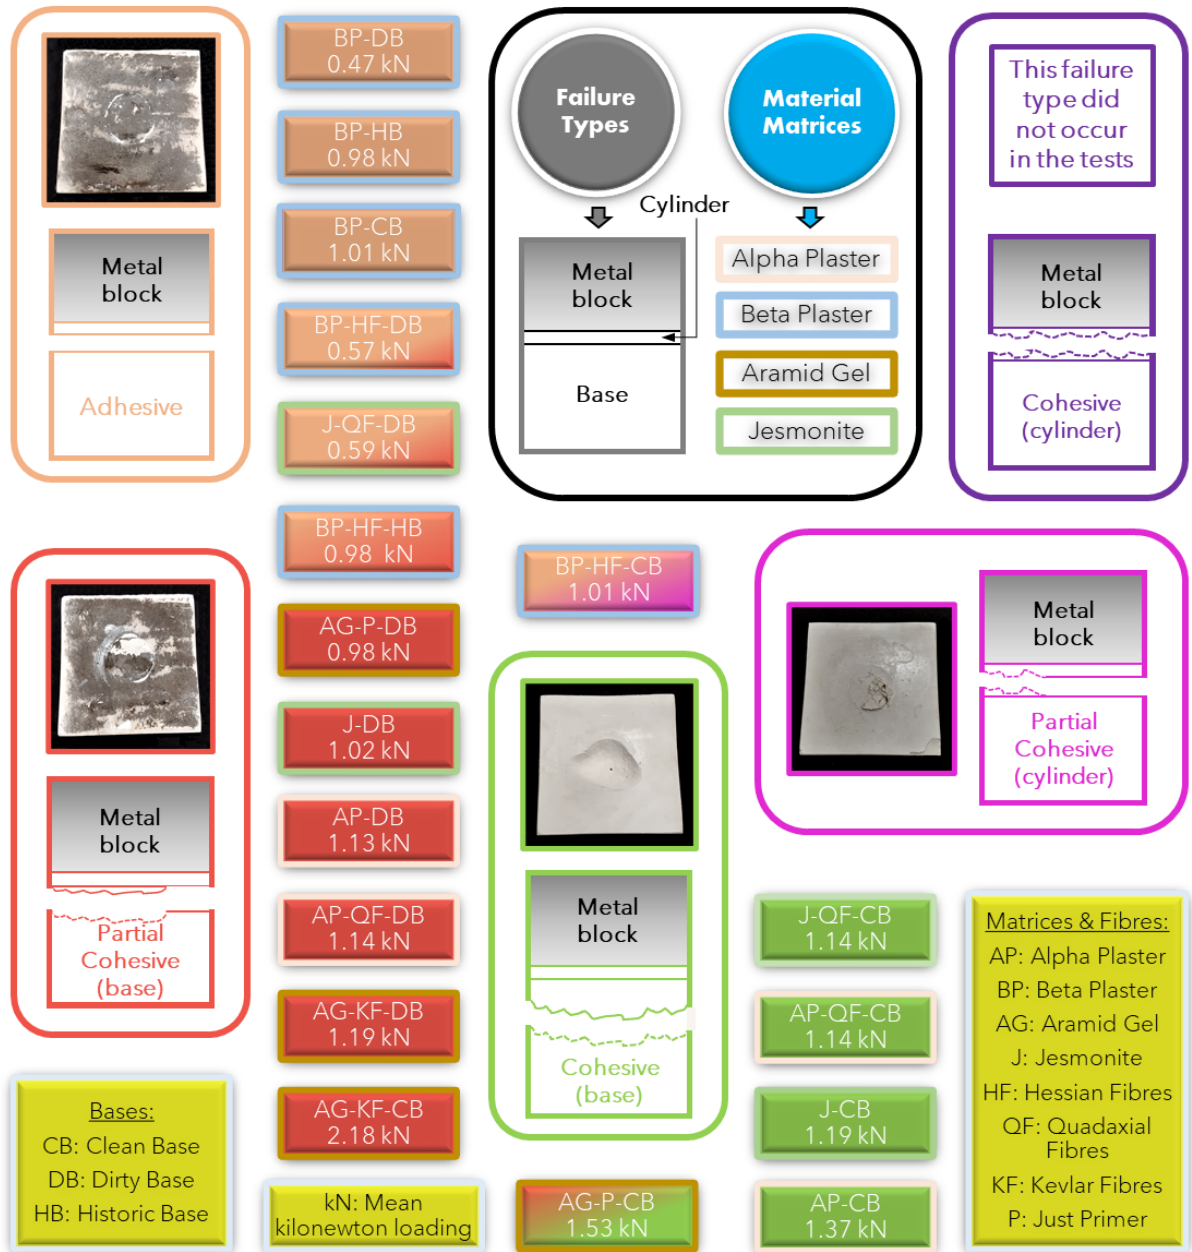 Metal
block
Adhesive
BP-DB
0.47 kN
BP-HB
0.98 kN
BP-CB
1.01 kN
BP-HF-DB
0.57 kN
J-QF-DB
0.59 kN
BP-HF-HB
0.98 kN
AG-P-DB
0.98 kN
J-DB
1.02 kN
AP-DB
1.13 kN
AP-QF-DB
1.14 kN
AG-KF-DB
1.19 kN
AG-KF-CB
2.18 kN
Failure
Types
Material
Matrices
Cylinder
Metal
block
Base
Alpha Plaster
Beta Plaster
Aramid Gel
Jesmonite
This failure
type did
not occur
in the tests
Metal
block
Cohesive
(cylinder)
BP-HF-CB
1.01 kN
Metal
block
Partial
Cohesive
(cylinder)
Metal
block
Partial
Cohesive
(base)
Metal
block
Cohesive
(base)
J-QF-CB
1.14 kN
AP-QF-CB
1.14 kN
J-CB
1.19 kN
AP-CB
1.37 kN
AG-P-CB
1.53 kN
Bases:
CB: Clean Base
DB: Dirty Base
HB: Historic Base
kN: Mean
kilonewton loading
Matrices & Fibres:
AP: Alpha Plaster
BP: Beta Plaster
AG: Aramid Gel
J: Jesmonite
HF: Hessian Fibres
QF: Quadaxial
Fibres
KF: Kevlar Fibres
P: Just Primer